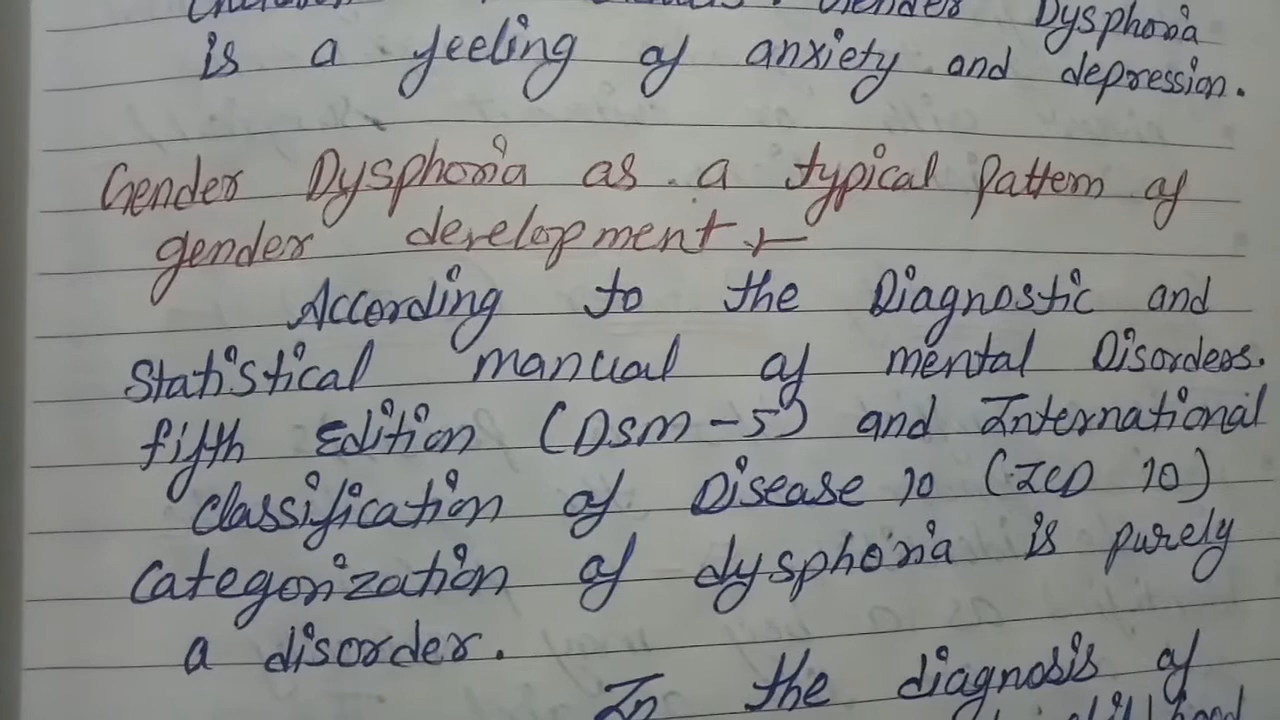 Gender Dysphoria
is a feeling of anxiety and depression.
Gender Dysphoria as a typical Pattern of
gender development :-
According to the Diagnostic and
Statistical manual of mental Disorders.
fifth Edition (DSM-5) and International
classification of Disease 10 (ICD 10)
categorization of dysphoria is purely
a disorder.
In the diagnosis of